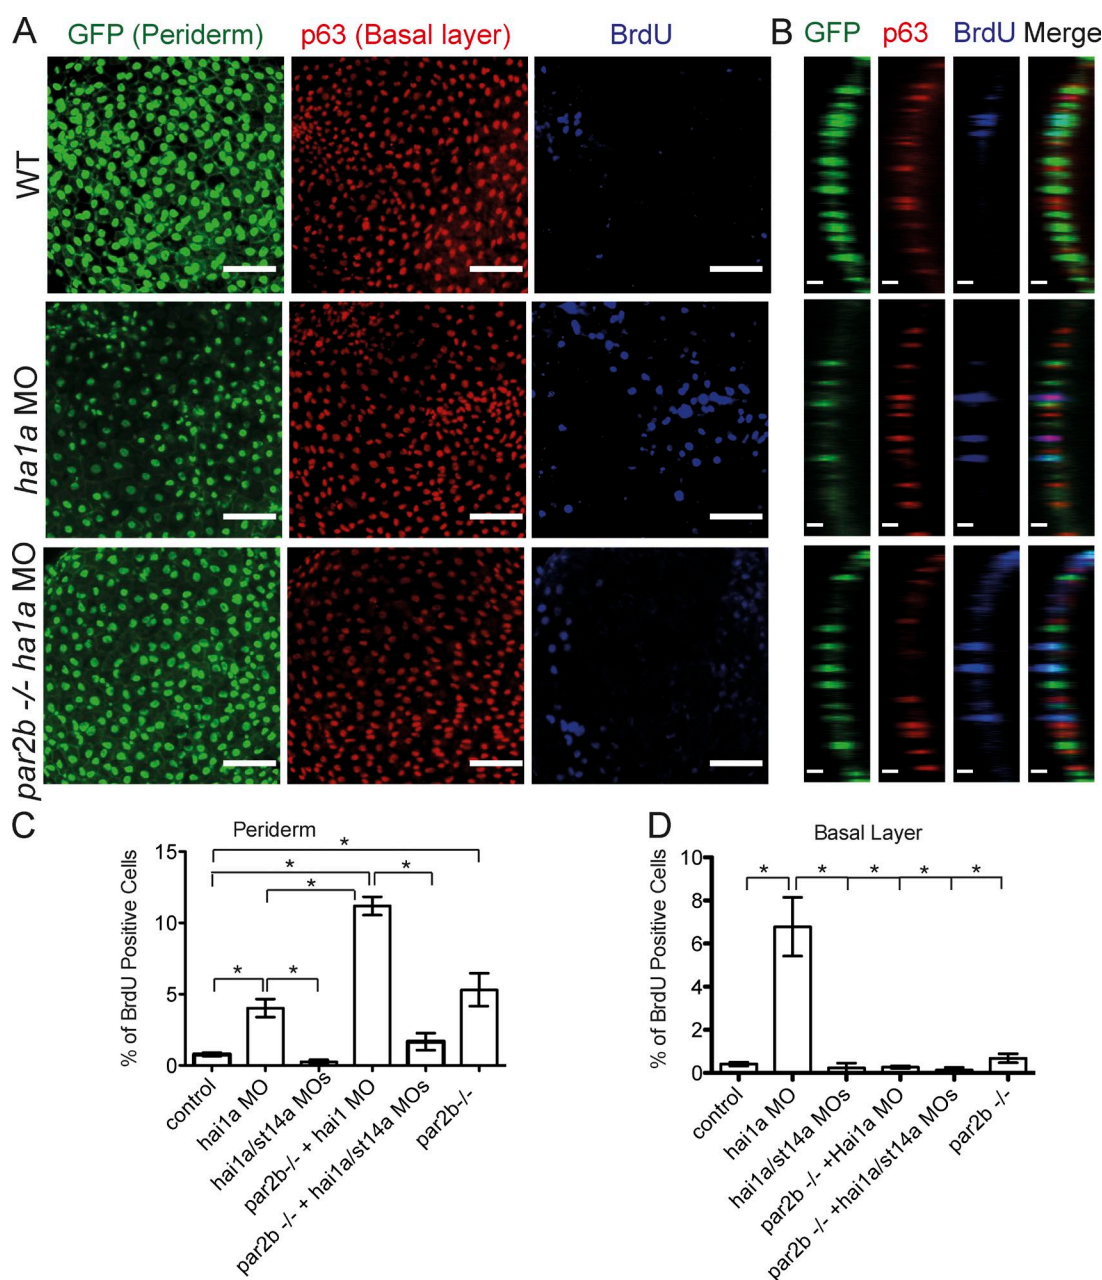 A GFP (Periderm) p63 (Basal layer) BrdU
B GFP p63 BrdU Merge
WT
ha1a MO
par2b -/- ha1a MO
C
Periderm
% of BrdU Positive Cells
15
10
5
0
* * *
* *
* *
control
hai1a MO
hai1a/st14a MOs
par2b-/- + hai1 MO
par2b -/- + hai1a/st14a MOs
par2b-/-
D
Basal Layer
% of BrdU Positive Cells
10
8
6
4
2
0
* * * * *
control
hai1a MO
hai1a/st14a MOs
par2b -/- +Hai1a MO
par2b -/- +hai1a/st14a MOs
par2b -/-